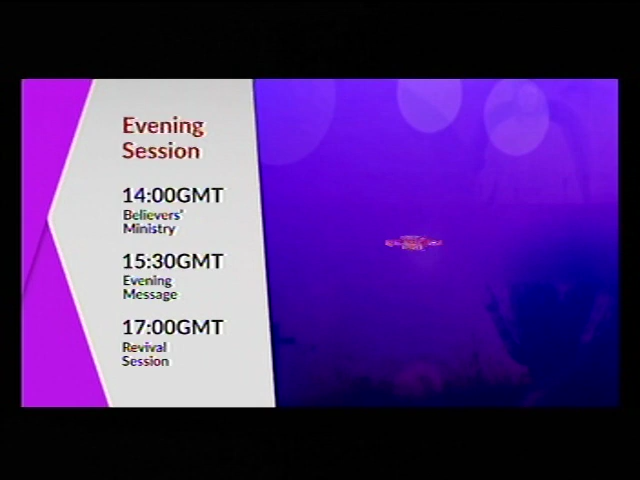 Evening
Session
14:00GMT
Believers'
Ministry
15:30GMT
Evening
Message
17:00GMT
Revival
Session